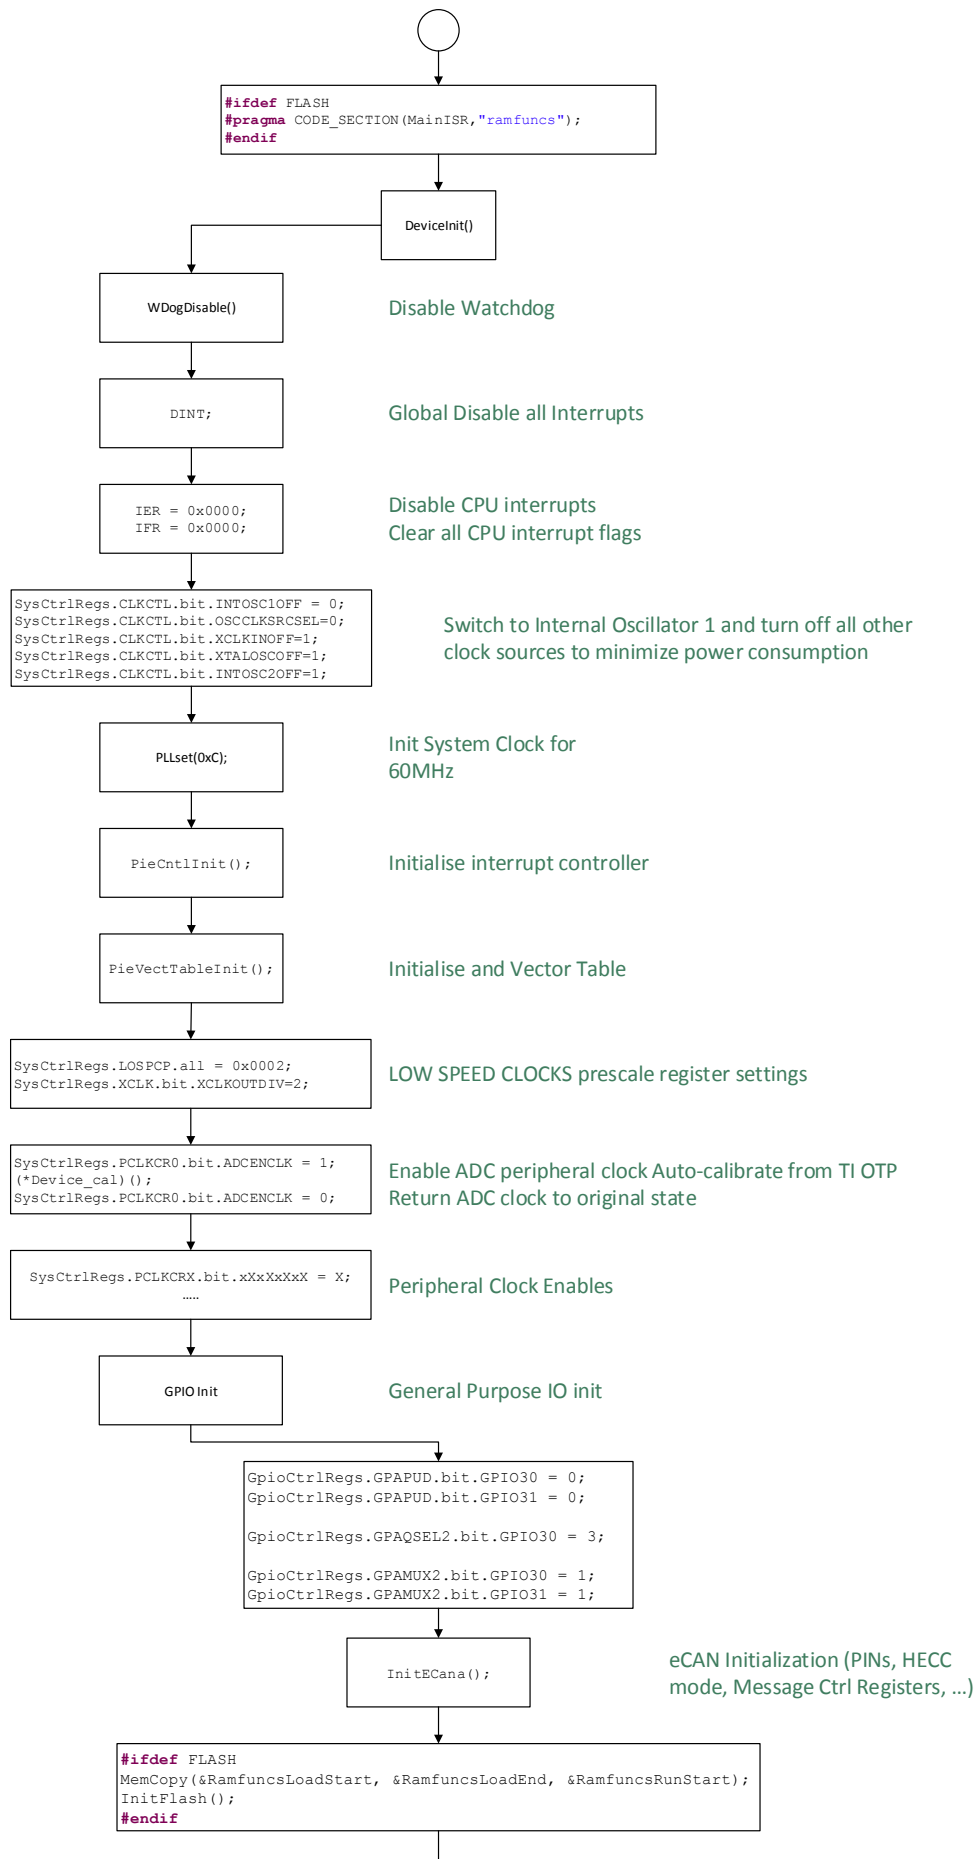 #ifdef FLASH
#pragma CODE_SECTION(MainISR,"ramfuncs");
#endif
DeviceInit()
WDogDisable()
Disable Watchdog
DINT;
Global Disable all Interrupts
IER = 0x0000;
IFR = 0x0000;
Disable CPU interrupts
Clear all CPU interrupt flags
SysCtrlRegs.CLKCTL.bit.INTOSC1OFF = 0;
SysCtrlRegs.CLKCTL.bit.OSCCLKSRCSEL=0;
SysCtrlRegs.CLKCTL.bit.XCLKINOFF=1;
SysCtrlRegs.CLKCTL.bit.XTALOSCOFF=1;
SysCtrlRegs.CLKCTL.bit.INTOSC2OFF=1;
Switch to Internal Oscillator 1 and turn off all other
clock sources to minimize power consumption
PLLset(0xC);
Init System Clock for
60MHz
PieCntlInit();
Initialise interrupt controller
PieVectTableInit();
Initialise and Vector Table
SysCtrlRegs.LOSPCP.all = 0x0002;
SysCtrlRegs.XCLK.bit.XCLKOUTDIV=2;
LOW SPEED CLOCKS prescale register settings
SysCtrlRegs.PCLKCR0.bit.ADCENCLK = 1;
(*Device_cal)();
SysCtrlRegs.PCLKCR0.bit.ADCENCLK = 0;
Enable ADC peripheral clock Auto-calibrate from TI OTP
Return ADC clock to original state
SysCtrlRegs.PCLKCRX.bit.xXxXxXxX = X;
.....
Peripheral Clock Enables
GPIO Init
General Purpose IO init
GpioCtrlRegs.GPAPUD.bit.GPIO30 = 0;
GpioCtrlRegs.GPAPUD.bit.GPIO31 = 0;
GpioCtrlRegs.GPAQSEL2.bit.GPIO30 = 3;
GpioCtrlRegs.GPAMUX2.bit.GPIO30 = 1;
GpioCtrlRegs.GPAMUX2.bit.GPIO31 = 1;
InitECana();
eCAN Initialization (PINs, HECC
mode, Message Ctrl Registers, ...)
#ifdef FLASH
MemCopy(&RamfuncsLoadStart, &RamfuncsLoadEnd, &RamfuncsRunStart);
InitFlash();
#endif